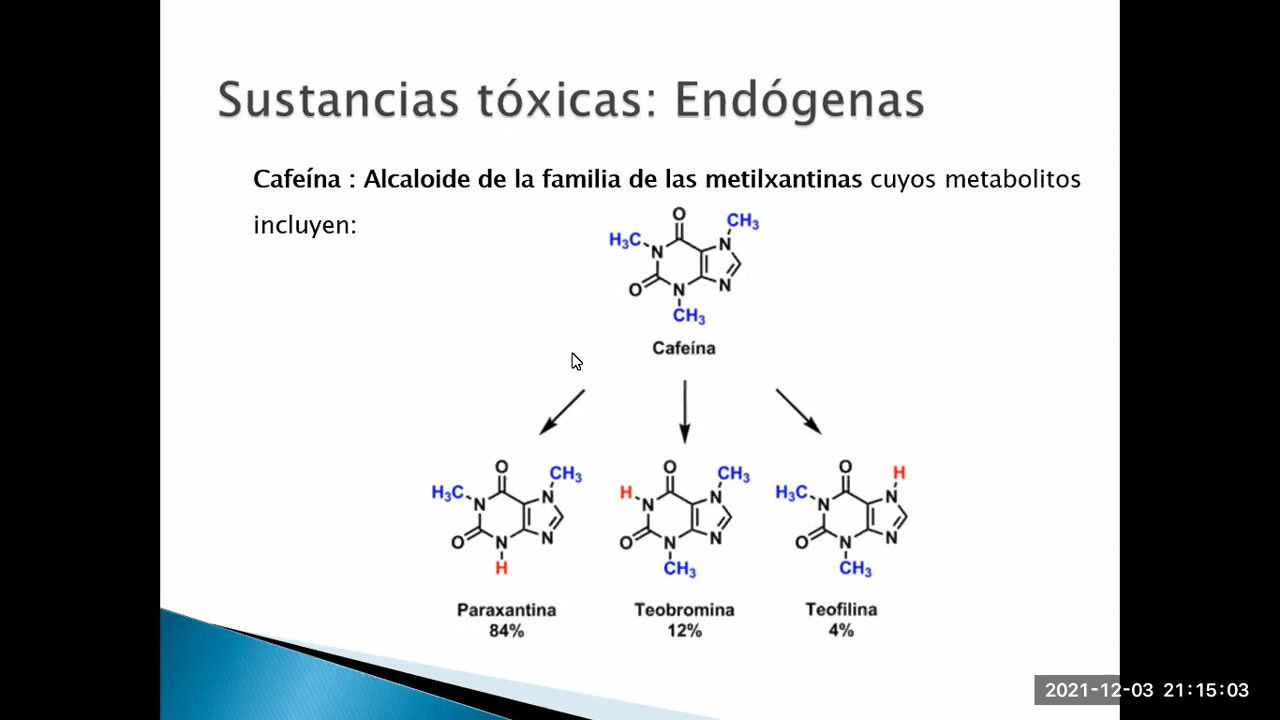 Sustancias tóxicas: Endógenas
Cafeína : Alcaloide de la familia de las metilxantinas cuyos metabolitos
incluyen:
O
CH₃
H₃C
N
N
O
N
N
CH₃
Cafeína
O
CH₃
H₃C
N
N
O
N
N
H
Paraxantina
84%
O
CH₃
H
N
N
O
N
N
CH₃
Teobromina
12%
O
H
H₃C
N
N
O
N
N
CH₃
Teofilina
4%
2021-12-03 21:15:03